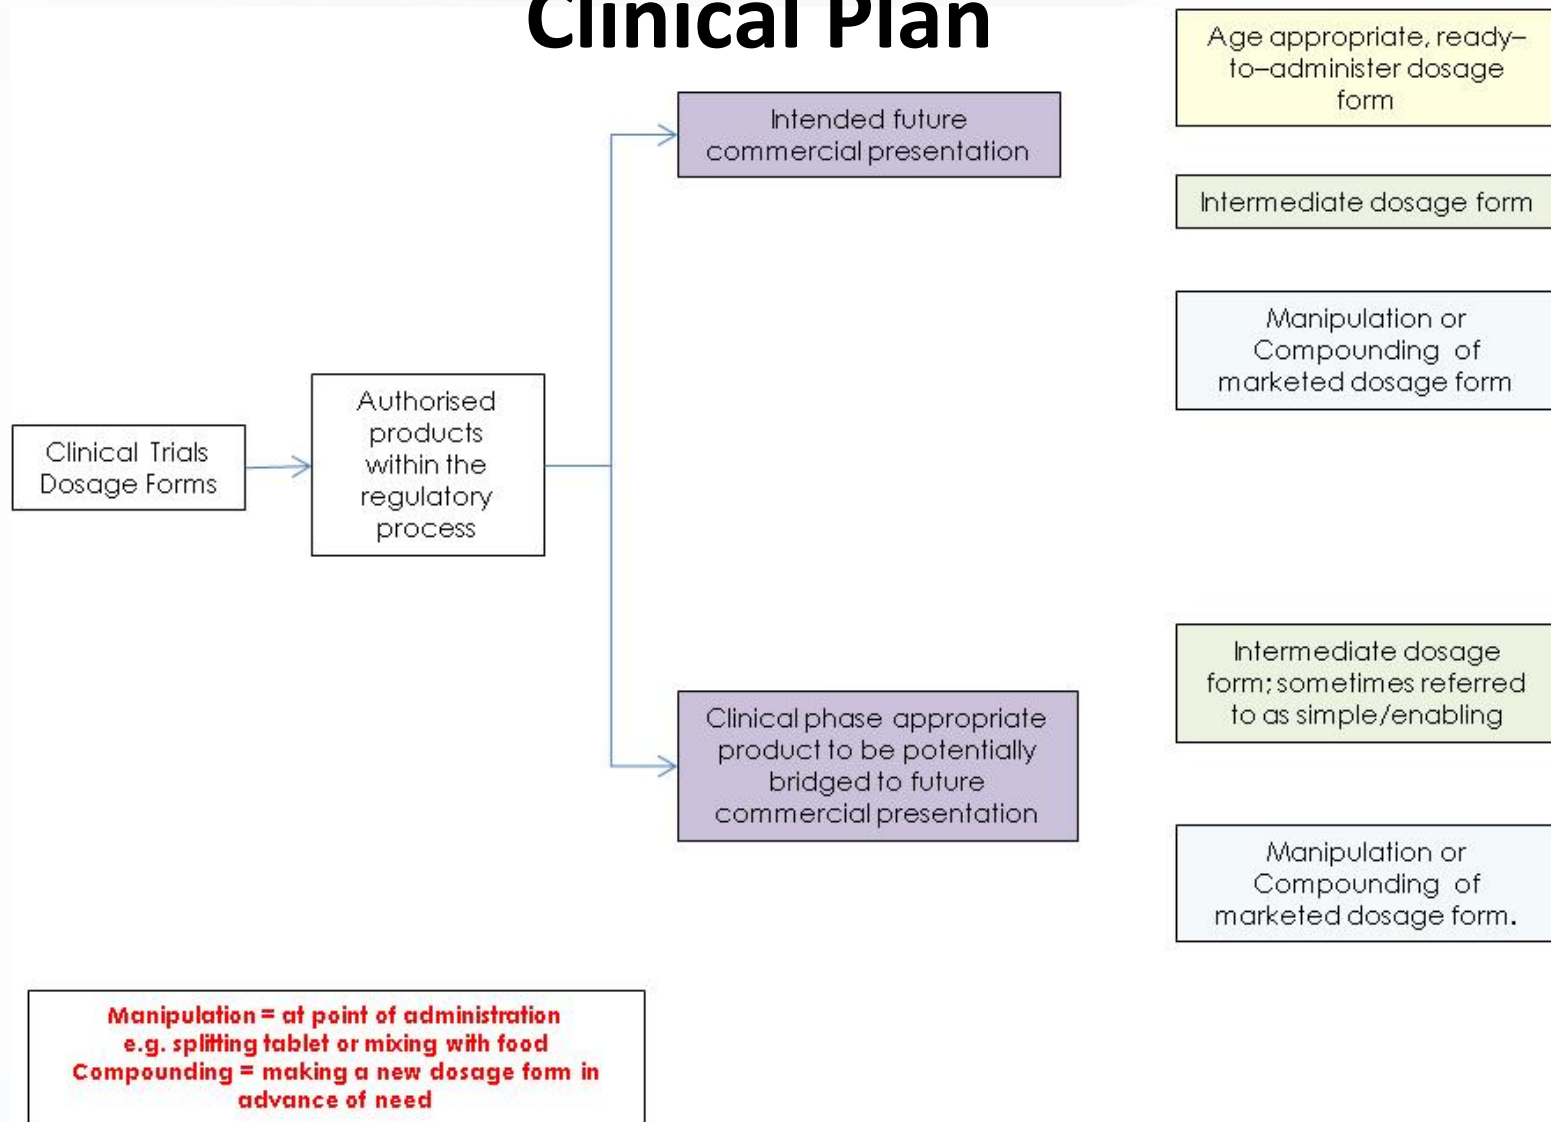 Clinical Plan
Age appropriate, ready–
to–administer dosage
form
Intended future
commercial presentation
Intermediate dosage form
Manipulation or
Compounding of
marketed dosage form
Authorised
products
within the
regulatory
process
Clinical Trials
Dosage Forms
Intermediate dosage
form; sometimes referred
to as simple/enabling
Clinical phase appropriate
product to be potentially
bridged to future
commercial presentation
Manipulation or
Compounding of
marketed dosage form.
Manipulation = at point of administration
e.g. splitting tablet or mixing with food
Compounding = making a new dosage form in
advance of need